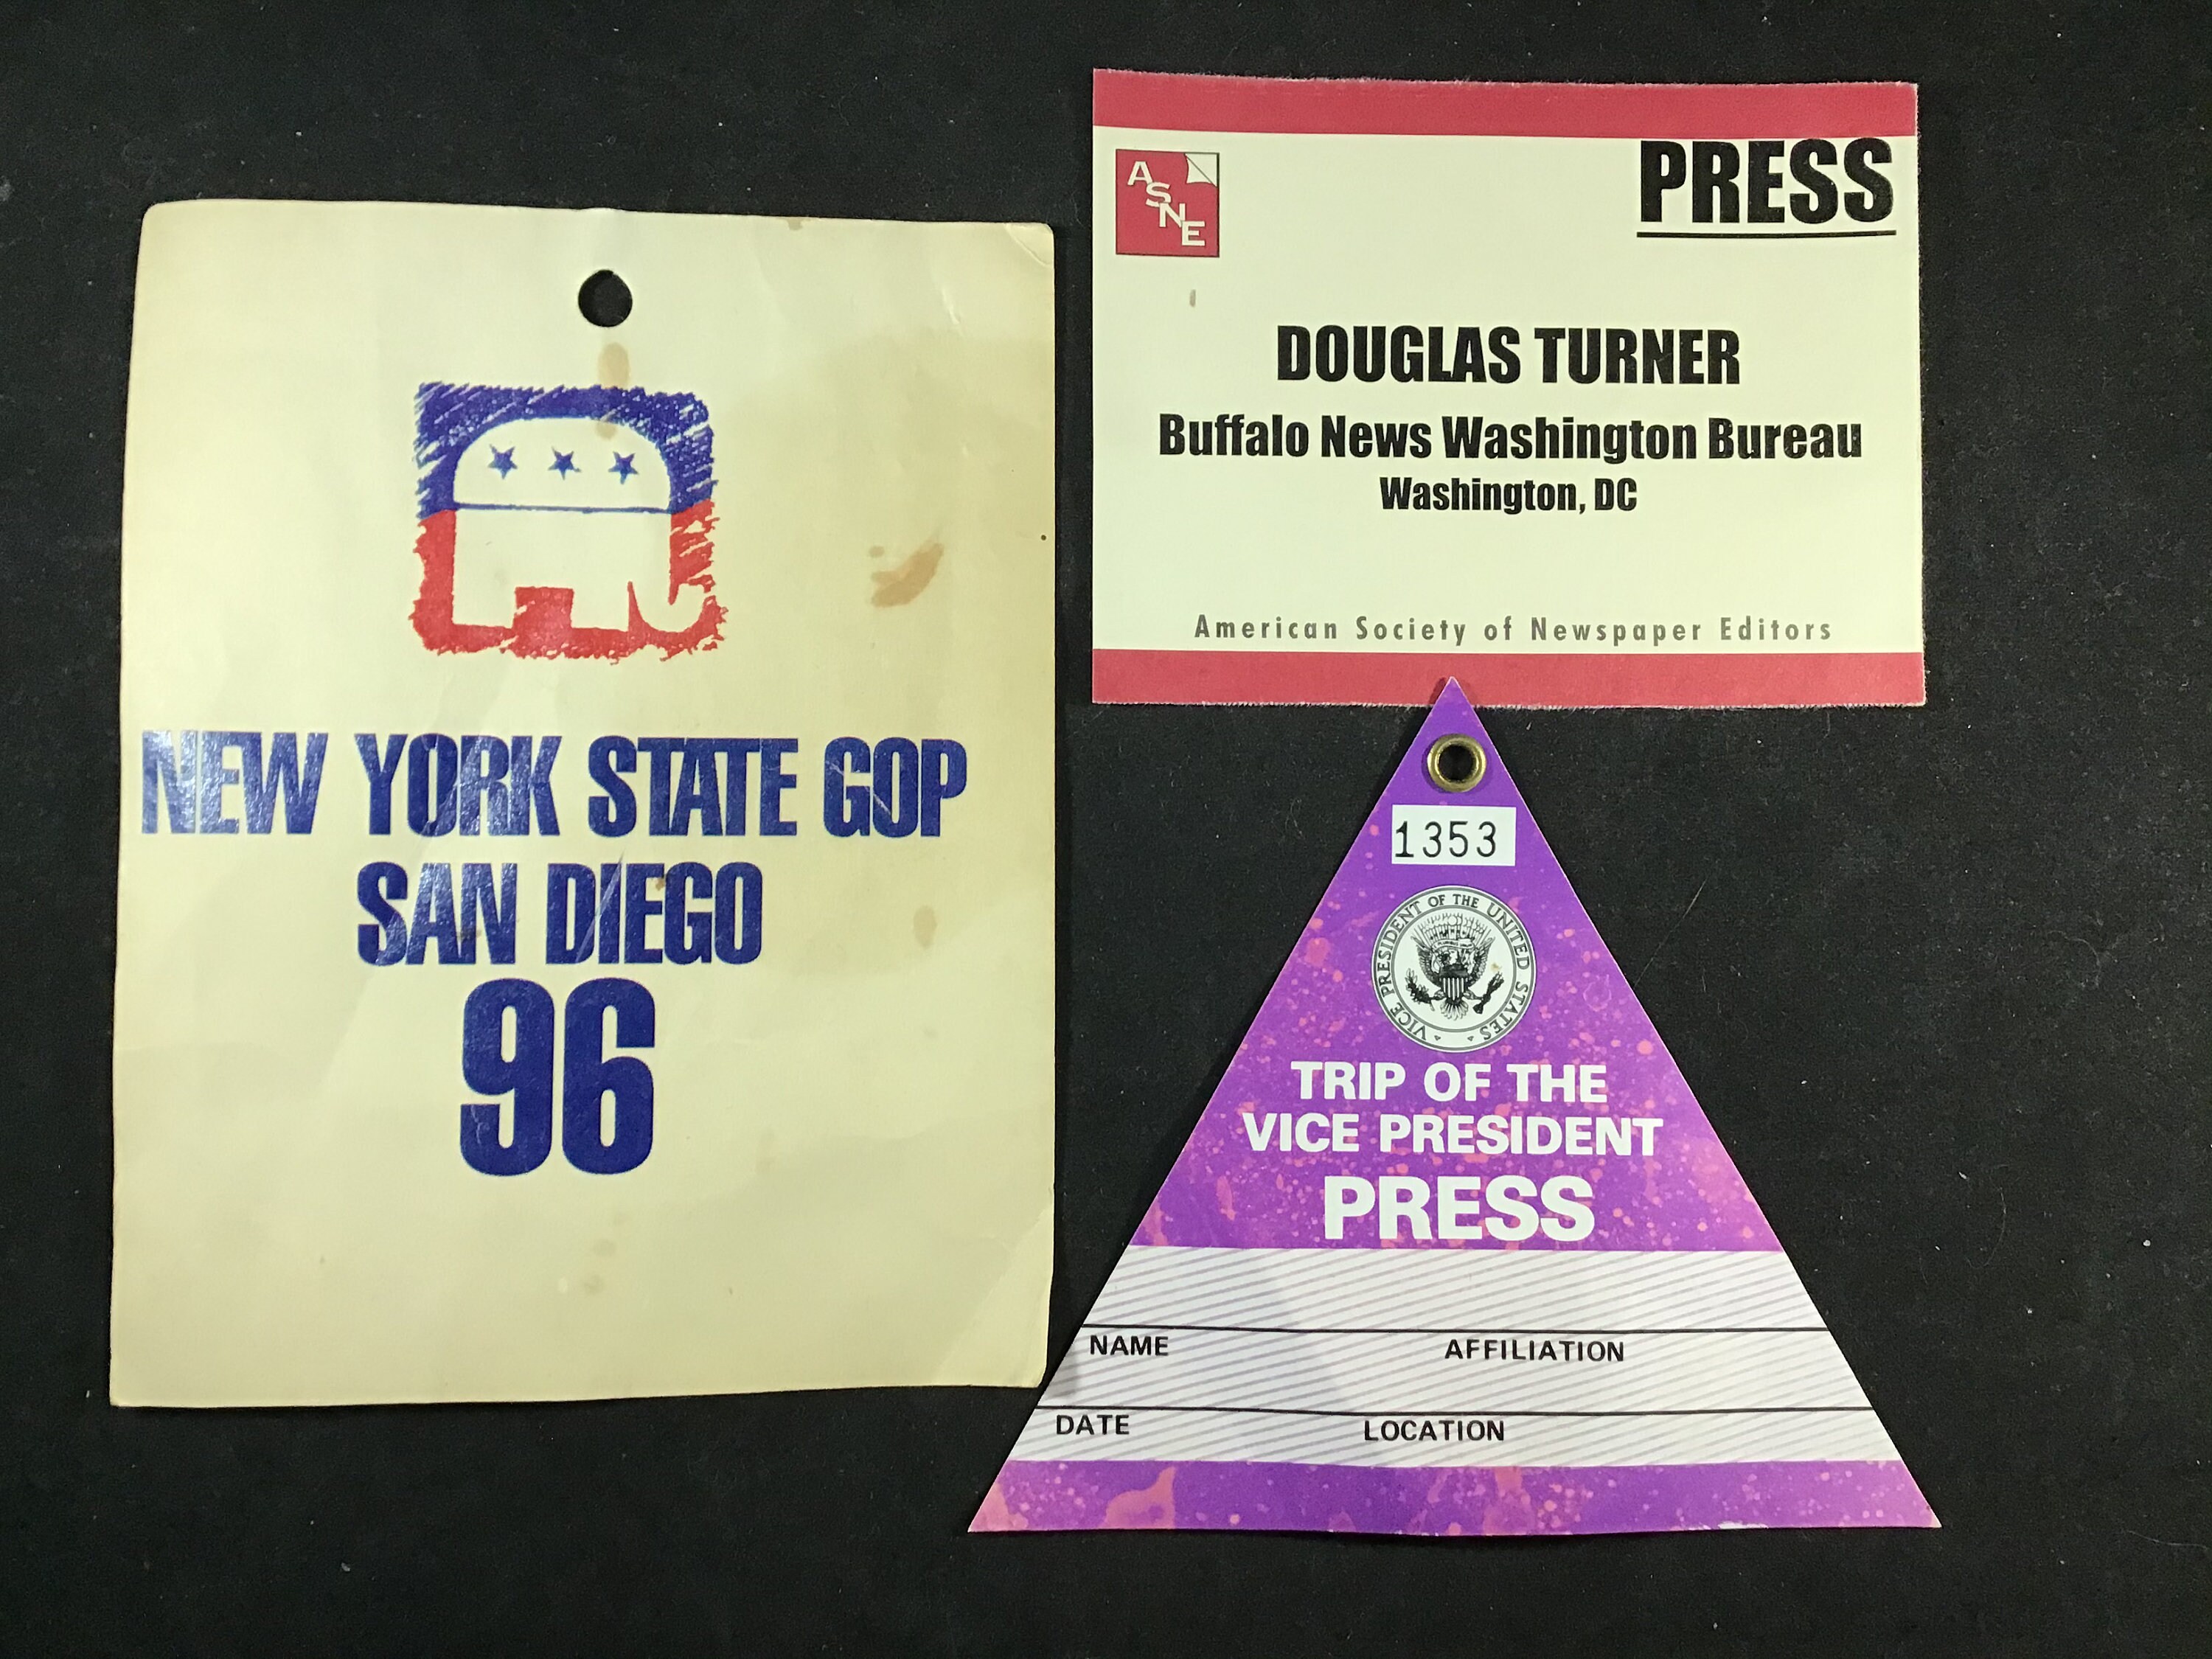 NEW YORK STATE GOP
SAN DIEGO
96
ASNE
PRESS
DOUGLAS TURNER
Buffalo News Washington Bureau
Washington, DC
American Society of Newspaper Editors
1353
VICE PRESIDENT OF THE UNITED STATES
TRIP OF THE
VICE PRESIDENT
PRESS
NAME AFFILIATION
DATE LOCATION